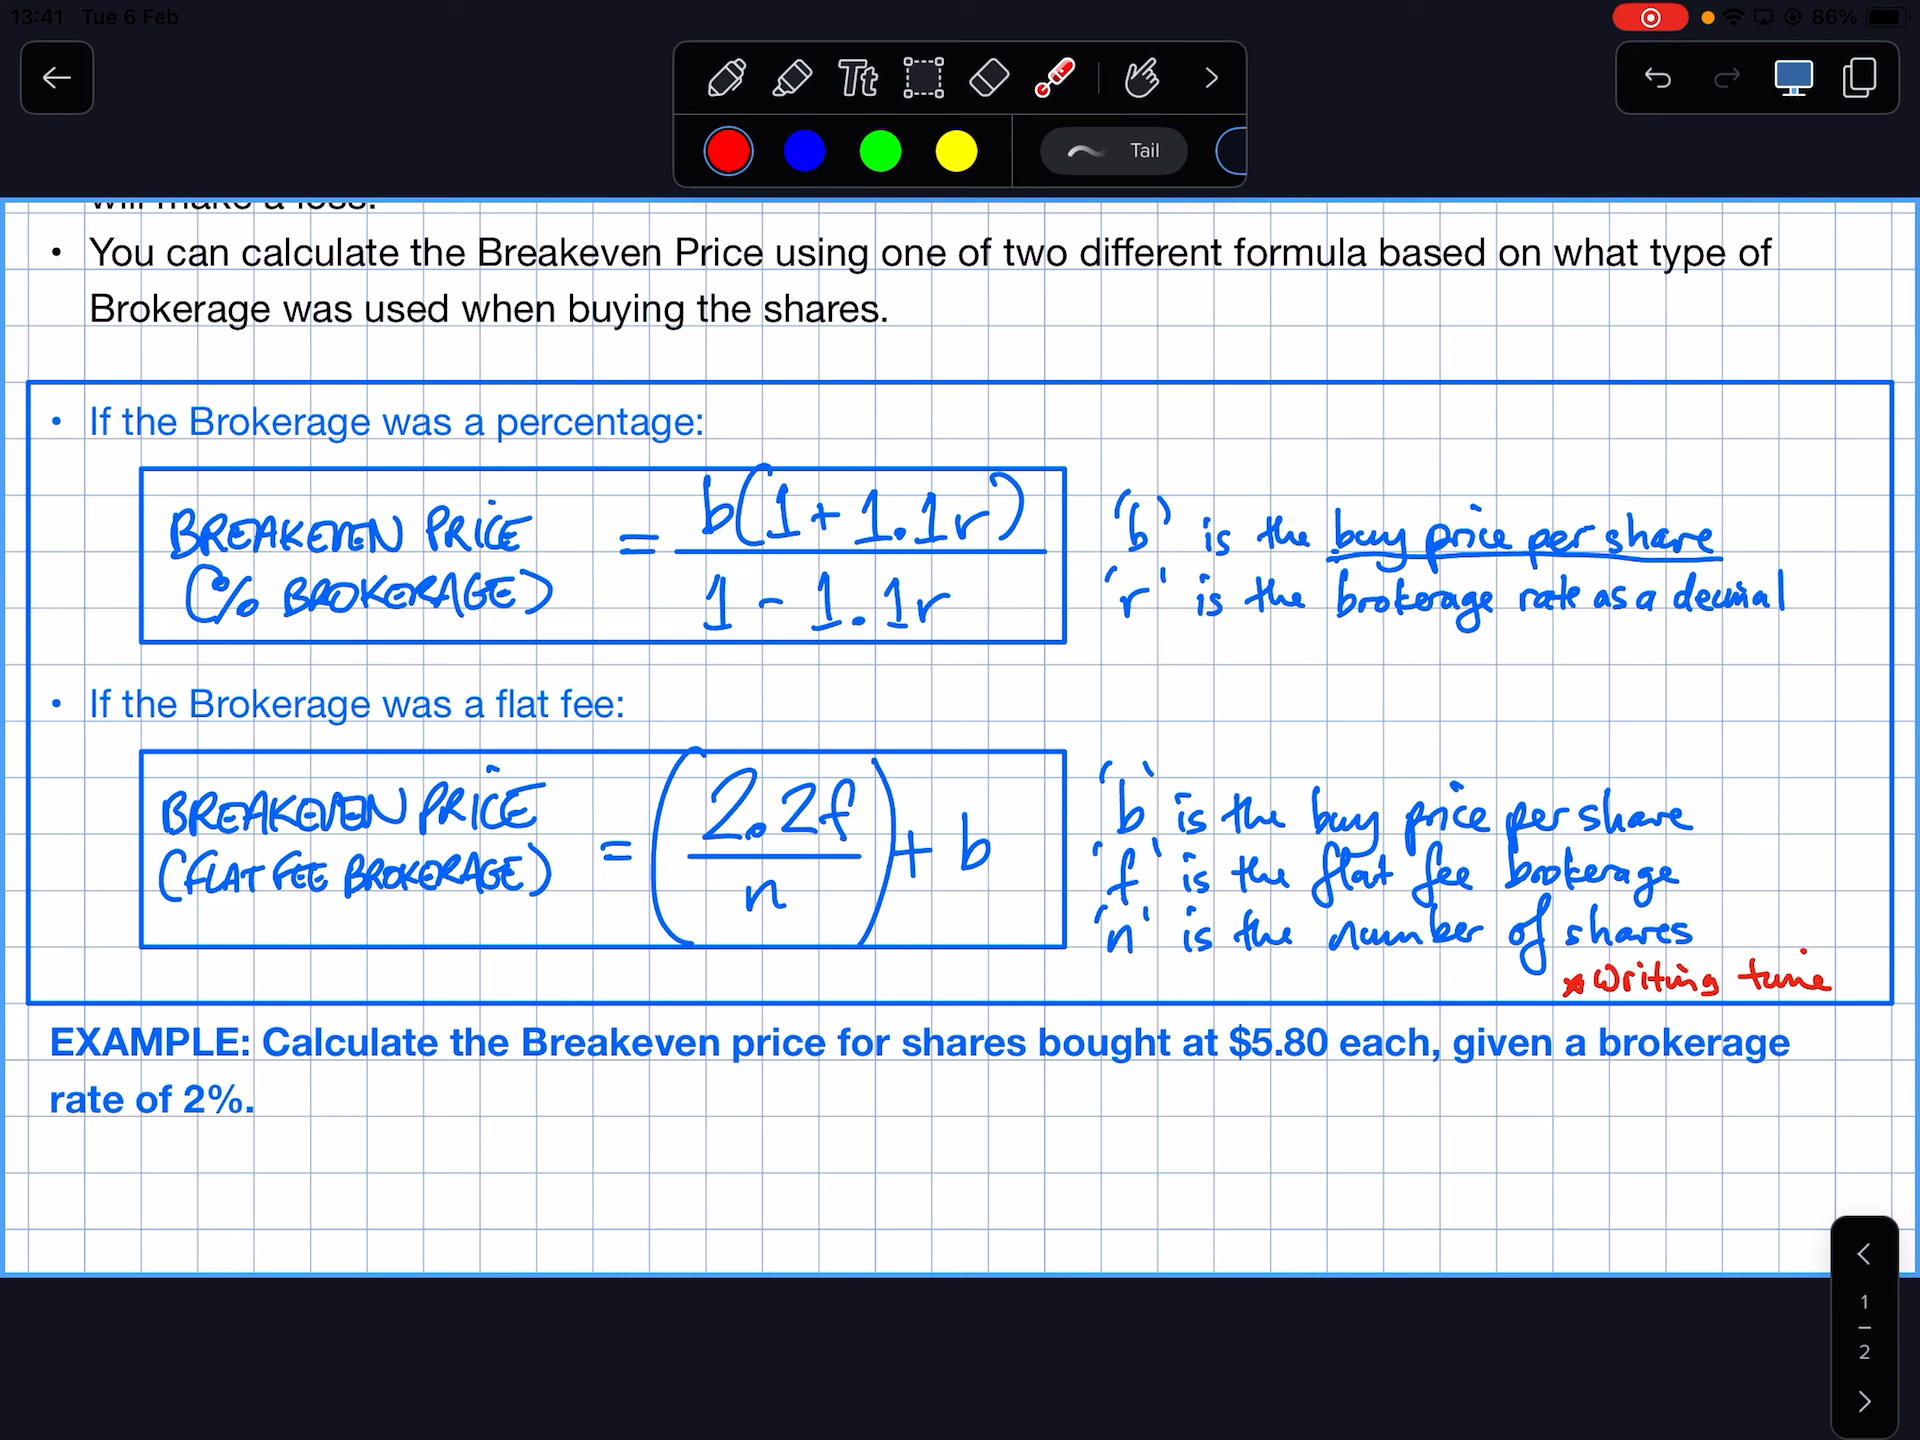 13:41 Tue 6 Feb
86%
Tt
Tail
will make a loss.
• You can calculate the Breakeven Price using one of two different formula based on what type of
Brokerage was used when buying the shares.
• If the Brokerage was a percentage:
BREAKEVEN PRICE (% BROKERAGE) = b(1 + 1.1r) / 1 - 1.1r
'b' is the buy price per share
'r' is the brokerage rate as a decimal
• If the Brokerage was a flat fee:
BREAKEVEN PRICE (FLAT FEE BROKERAGE) = (2.2f / n) + b
'b' is the buy price per share
'f' is the flat fee brokerage
'n' is the number of shares
*Writing time
EXAMPLE: Calculate the Breakeven price for shares bought at $5.80 each, given a brokerage
rate of 2%.
1
2